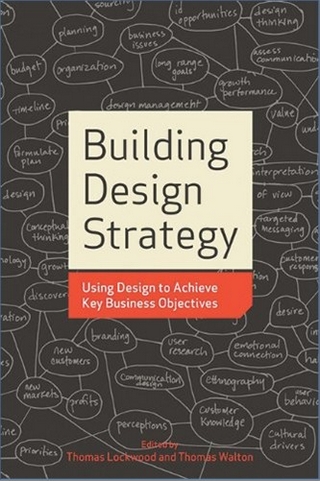 outsourcing
id
opportunities
design
thinking
planning
business
issues
assess
communication
budget
organization
long range
goals
growth
performance
timeline
design management
value
formulate
plan
Building
Design
Strategy
interpretation
of view
design
targeted
messaging
Conceptual
thinking
Using Design to Achieve
Key Business Objectives
growth
discover
desire
branding
new
customers
user
research
emotional
connection
new
markets
profits
communication
design
ethnography
user
behavior
perceptions
Customer
Knowledge
Cultural
drivers
priorities
Edited by
Thomas Lockwood and Thomas Walton